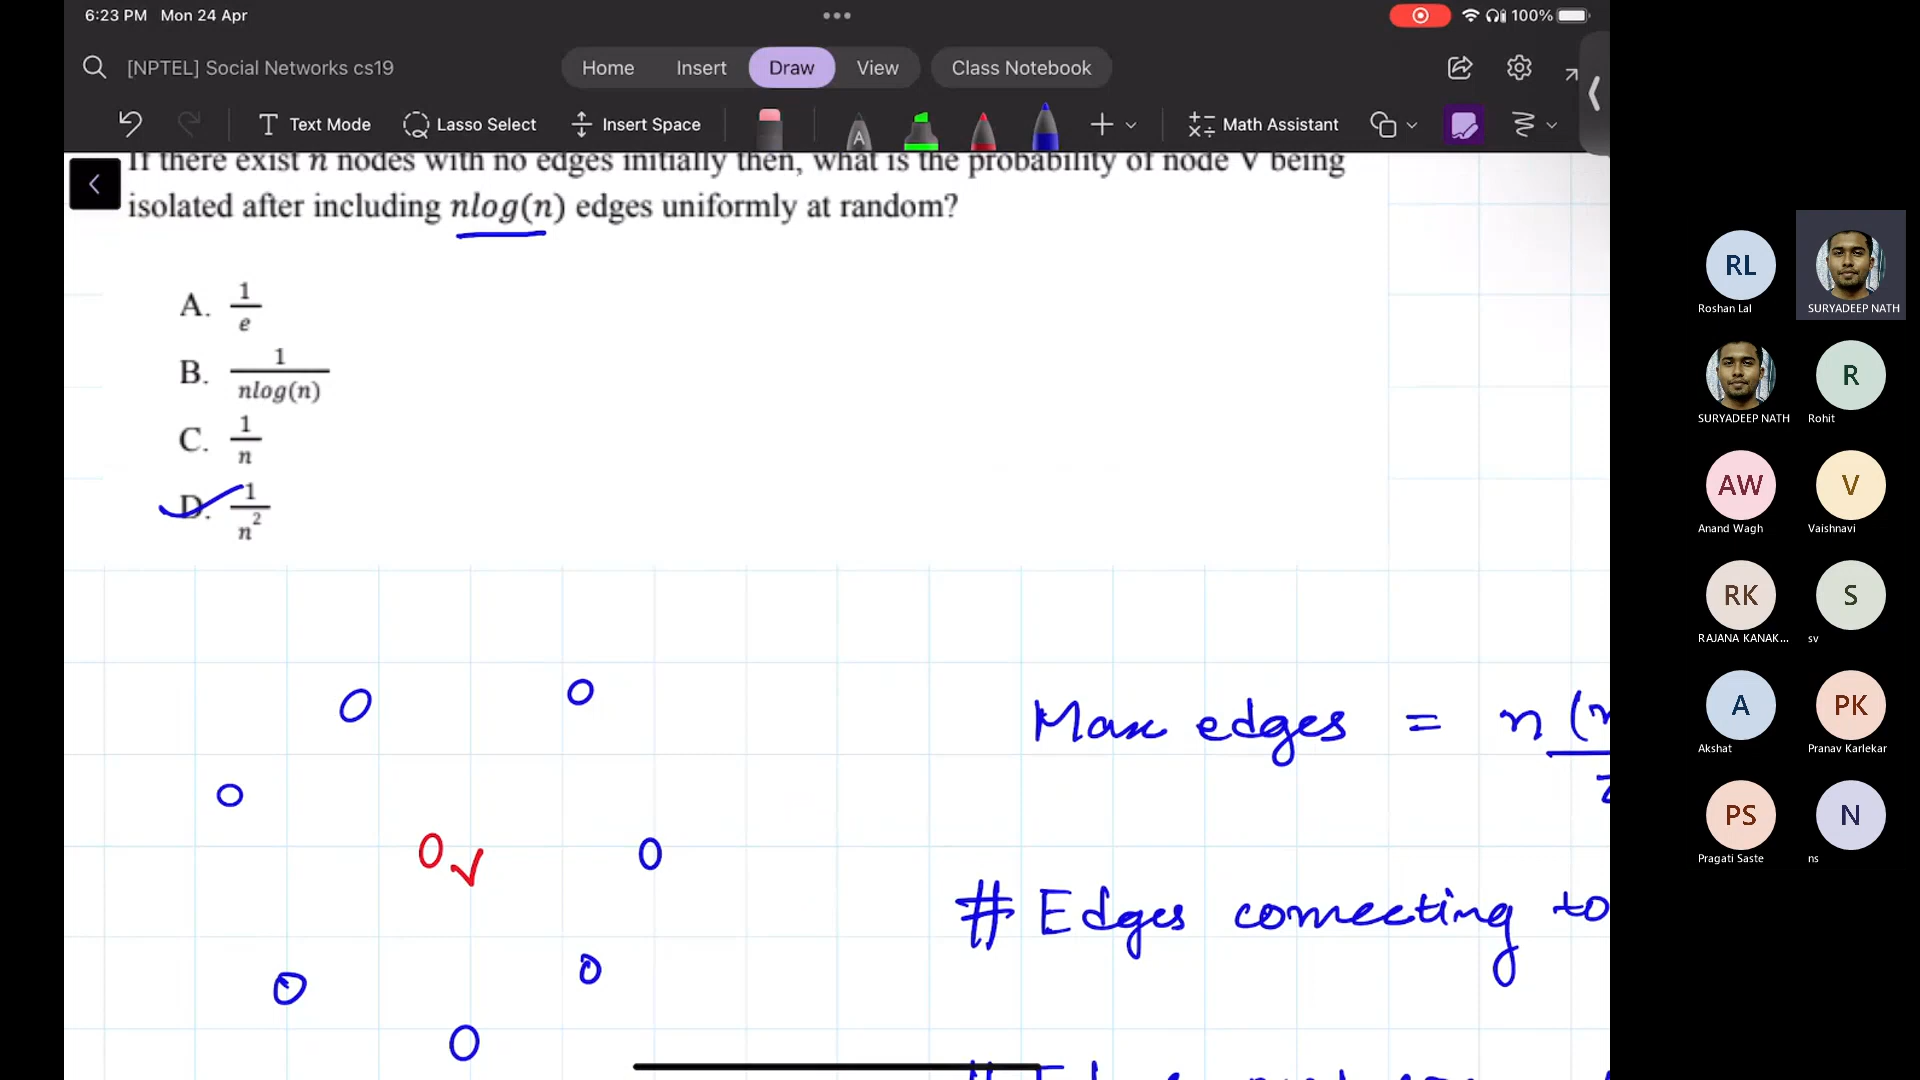 6:23 PM Mon 24 Apr
100%
[NPTEL] Social Networks cs19
Home Insert Draw View Class Notebook
Text Mode Lasso Select Insert Space A Math Assistant
If there exist n nodes with no edges initially then, what is the probability of node V being
isolated after including nlog(n) edges uniformly at random?
A. 1/e
B. 1/nlog(n)
C. 1/n
D. 1/n²
Max edges = n(
# Edges connecting to
RL
Roshan Lal
SURYADEEP NATH
SURYADEEP NATH
R
Rohit
AW
Anand Wagh
V
Vaishnavi
RK
RAJANA KANAK...
S
sv
A
Akshat
PK
Pranav Karlekar
PS
Pragati Saste
N
ns